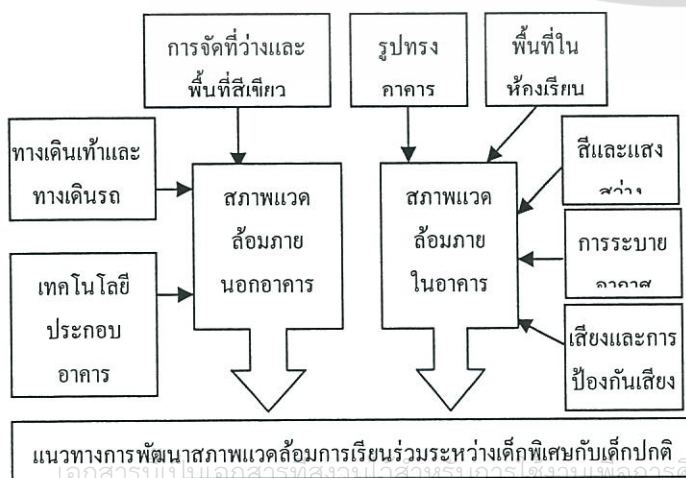 การจัดที่ว่างและ
พื้นที่สีเขียว
รูปทรง
อาคาร
พื้นที่ใน
ห้องเรียน
ทางเดินเท้าและ
ทางเดินรถ
สภาพแวด
ล้อมภาย
นอกอาคาร
สภาพแวด
ล้อมภาย
ในอาคาร
สีและแสง
สว่าง
การระบาย
อากาศ
เทคโนโลยี
ประกอบ
อาคาร
เสียงและการ
ป้องกันเสียง
แนวทางการพัฒนาสภาพแวดล้อมการเรียนร่วมระหว่างเด็กพิเศษกับเด็กปกติ